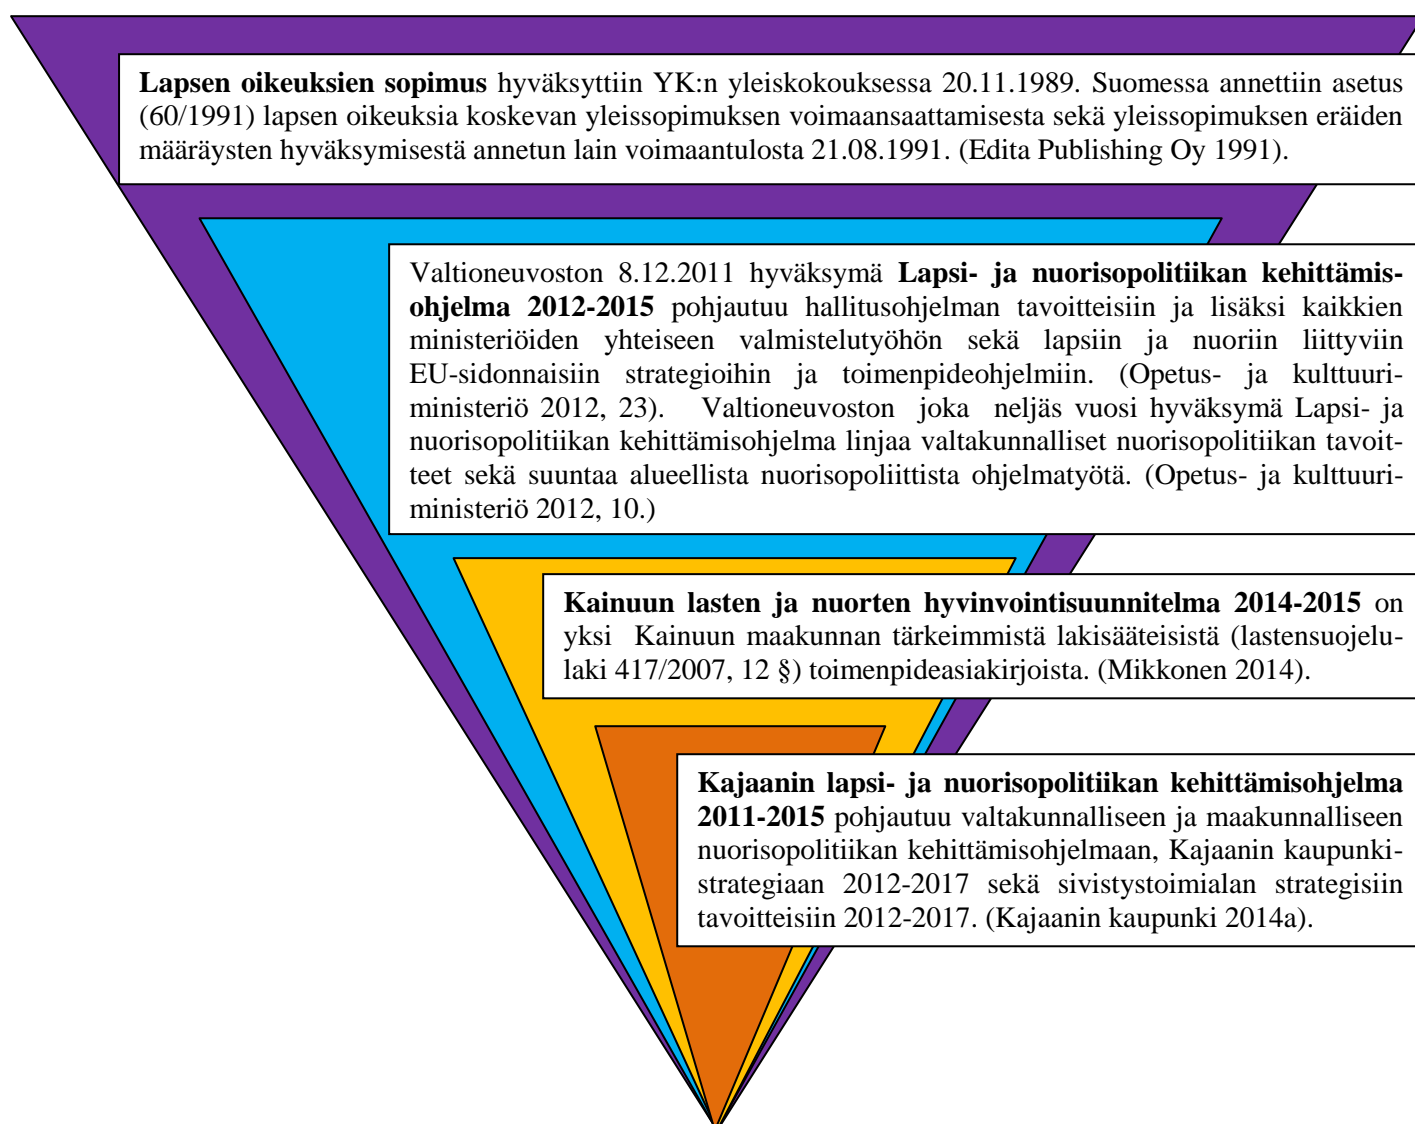 Lapsen oikeuksien sopimus hyväksyttiin YK:n yleiskokouksessa 20.11.1989. Suomessa annettiin asetus
(60/1991) lapsen oikeuksia koskevan yleissopimuksen voimaansaattamisesta sekä yleissopimuksen eräiden
määräysten hyväksymisestä annetun lain voimaantulosta 21.08.1991. (Edita Publishing Oy 1991).
Valtioneuvoston 8.12.2011 hyväksymä Lapsi- ja nuorisopolitiikan kehittämis-
ohjelma 2012-2015 pohjautuu hallitusohjelman tavoitteisiin ja lisäksi kaikkien
ministeriöiden yhteiseen valmistelutyöhön sekä lapsiin ja nuoriin liittyviin
EU-sidonnaisiin strategioihin ja toimenpideohjelmiin. (Opetus- ja kulttuuri-
ministeriö 2012, 23). Valtioneuvoston joka neljäs vuosi hyväksymä Lapsi- ja
nuorisopolitiikan kehittämisohjelma linjaa valtakunnalliset nuorisopolitiikan tavoit-
teet sekä suuntaa alueellista nuorisopoliittista ohjelmatyötä. (Opetus- ja kulttuuri-
ministeriö 2012, 10.)
Kainuun lasten ja nuorten hyvinvointisuunnitelma 2014-2015 on
yksi Kainuun maakunnan tärkeimmistä lakisääteisistä (lastensuojelu-
laki 417/2007, 12 §) toimenpideasiakirjoista. (Mikkonen 2014).
Kajaanin lapsi- ja nuorisopolitiikan kehittämisohjelma
2011-2015 pohjautuu valtakunnalliseen ja maakunnalliseen
nuorisopolitiikan kehittämisohjelmaan, Kajaanin kaupunki-
strategiaan 2012-2017 sekä sivistystoimialan strategisiin
tavoitteisiin 2012-2017. (Kajaanin kaupunki 2014a).